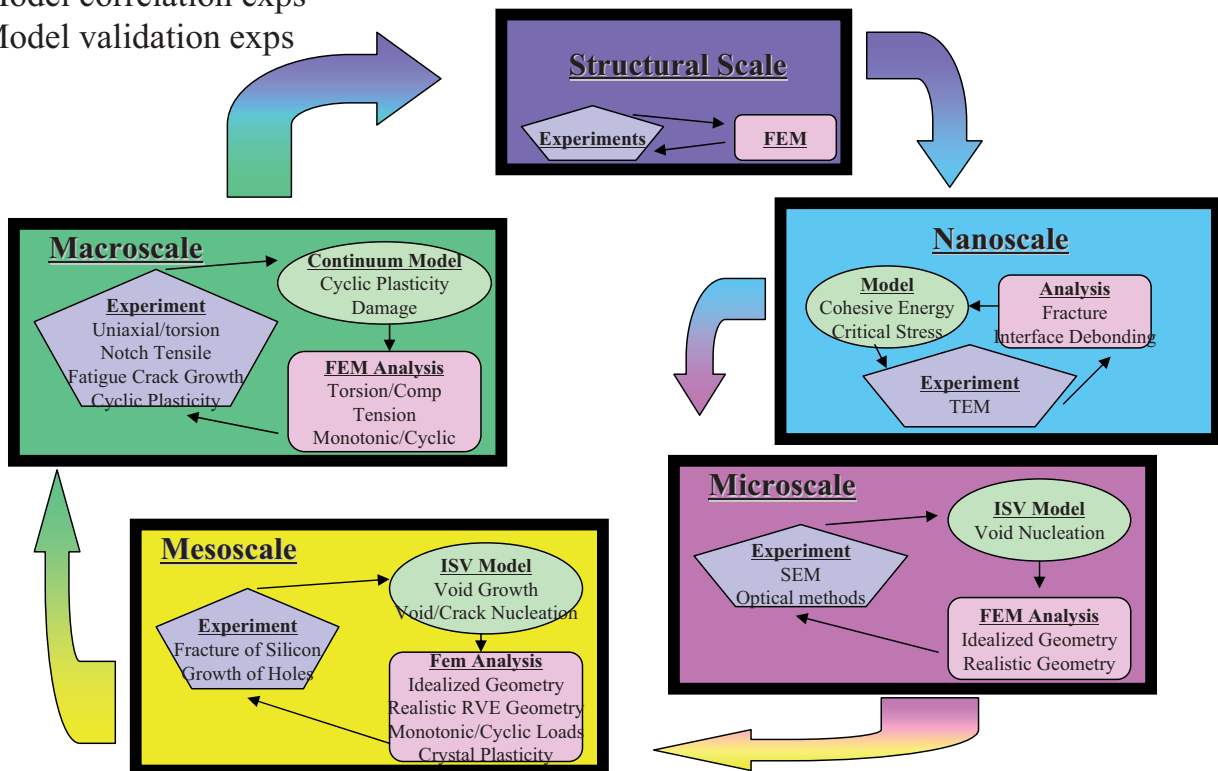 Model correlation exps
Model validation exps
Structural Scale
Experiments
FEM
Macroscale
Experiment
Uniaxial/torsion
Notch Tensile
Fatigue Crack Growth
Cyclic Plasticity
Continuum Model
Cyclic Plasticity
Damage
FEM Analysis
Torsion/Comp
Tension
Monotonic/Cyclic
Nanoscale
Model
Cohesive Energy
Critical Stress
Analysis
Fracture
Interface Debonding
Experiment
TEM
Microscale
Experiment
SEM
Optical methods
ISV Model
Void Nucleation
FEM Analysis
Idealized Geometry
Realistic Geometry
Mesoscale
Experiment
Fracture of Silicon
Growth of Holes
ISV Model
Void Growth
Void/Crack Nucleation
Fem Analysis
Idealized Geometry
Realistic RVE Geometry
Monotonic/Cyclic Loads
Crystal Plasticity